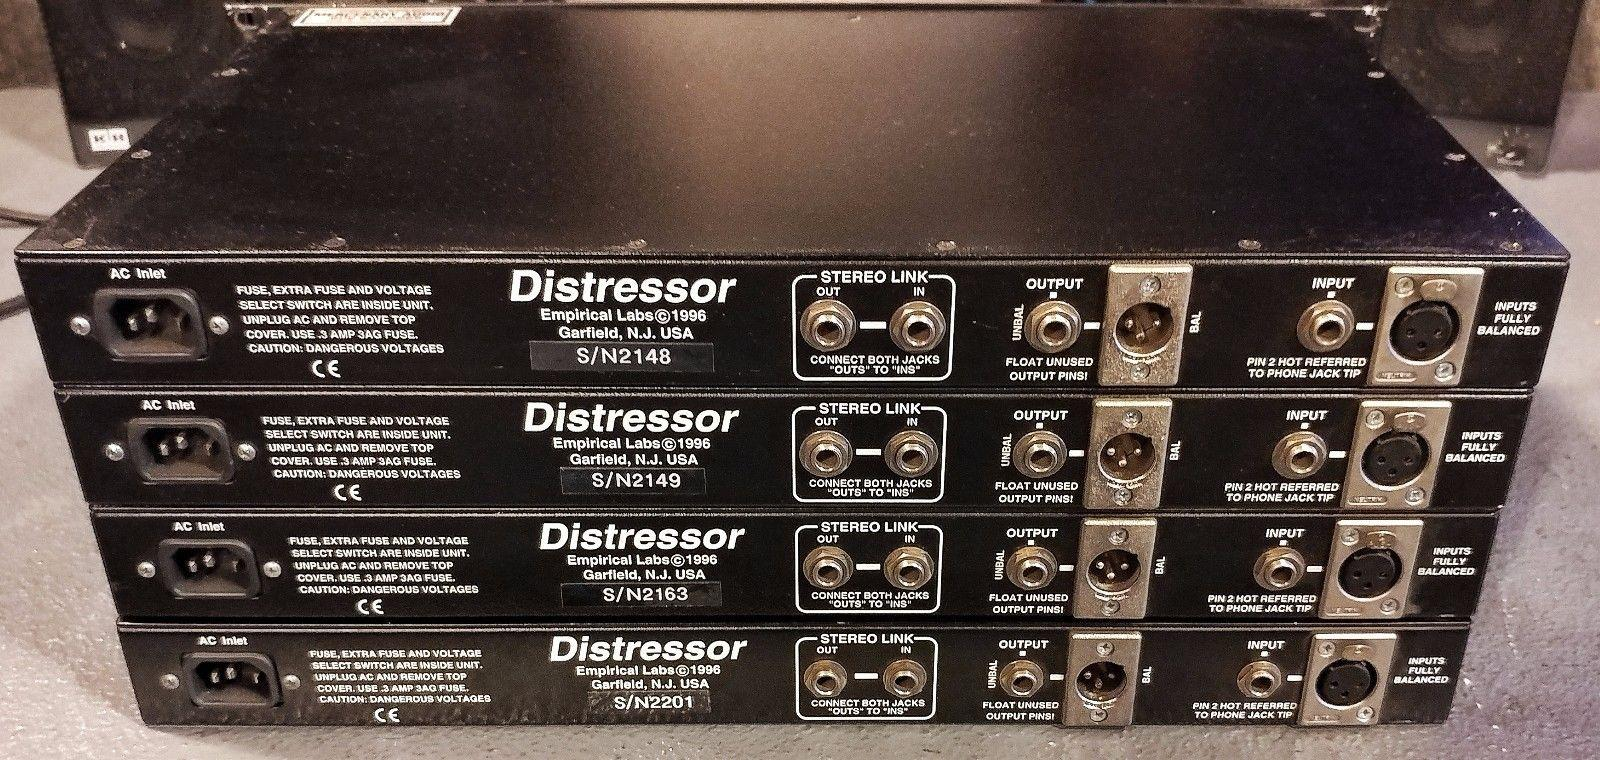 MERCENARY AUDIO
KRK
AC Inlet
FUSE, EXTRA FUSE AND VOLTAGE
SELECT SWITCH ARE INSIDE UNIT.
UNPLUG AC AND REMOVE TOP
COVER. USE .3 AMP 3AG FUSE.
CAUTION: DANGEROUS VOLTAGES
CE
Distressor
Empirical Labs©1996
Garfield, N.J. USA
S/N2148
STEREO LINK
OUT IN
CONNECT BOTH JACKS
"OUTS" TO "INS"
OUTPUT
UNBAL
BAL
FLOAT UNUSED
OUTPUT PINS!
INPUT
PIN 2 HOT REFERRED
TO PHONE JACK TIP
NEUTRIK
INPUTS
FULLY
BALANCED
AC Inlet
FUSE, EXTRA FUSE AND VOLTAGE
SELECT SWITCH ARE INSIDE UNIT.
UNPLUG AC AND REMOVE TOP
COVER. USE .3 AMP 3AG FUSE.
CAUTION: DANGEROUS VOLTAGES
CE
Distressor
Empirical Labs©1996
Garfield, N.J. USA
S/N2149
STEREO LINK
OUT IN
CONNECT BOTH JACKS
"OUTS" TO "INS"
OUTPUT
UNBAL
BAL
FLOAT UNUSED
OUTPUT PINS!
INPUT
PIN 2 HOT REFERRED
TO PHONE JACK TIP
NEUTRIK
INPUTS
FULLY
BALANCED
AC Inlet
FUSE, EXTRA FUSE AND VOLTAGE
SELECT SWITCH ARE INSIDE UNIT.
UNPLUG AC AND REMOVE TOP
COVER. USE .3 AMP 3AG FUSE.
CAUTION: DANGEROUS VOLTAGES
CE
Distressor
Empirical Labs©1996
Garfield, N.J. USA
S/N2163
STEREO LINK
OUT IN
CONNECT BOTH JACKS
"OUTS" TO "INS"
OUTPUT
UNBAL
BAL
FLOAT UNUSED
OUTPUT PINS!
INPUT
PIN 2 HOT REFERRED
TO PHONE JACK TIP
NEUTRIK
INPUTS
FULLY
BALANCED
AC Inlet
FUSE, EXTRA FUSE AND VOLTAGE
SELECT SWITCH ARE INSIDE UNIT.
UNPLUG AC AND REMOVE TOP
COVER. USE .3 AMP 3AG FUSE.
CAUTION: DANGEROUS VOLTAGES
CE
Distressor
Empirical Labs©1996
Garfield, N.J. USA
S/N2201
STEREO LINK
OUT IN
CONNECT BOTH JACKS
"OUTS" TO "INS"
OUTPUT
UNBAL
BAL
FLOAT UNUSED
OUTPUT PINS!
INPUT
PIN 2 HOT REFERRED
TO PHONE JACK TIP
INPUTS
FULLY
BALANCED